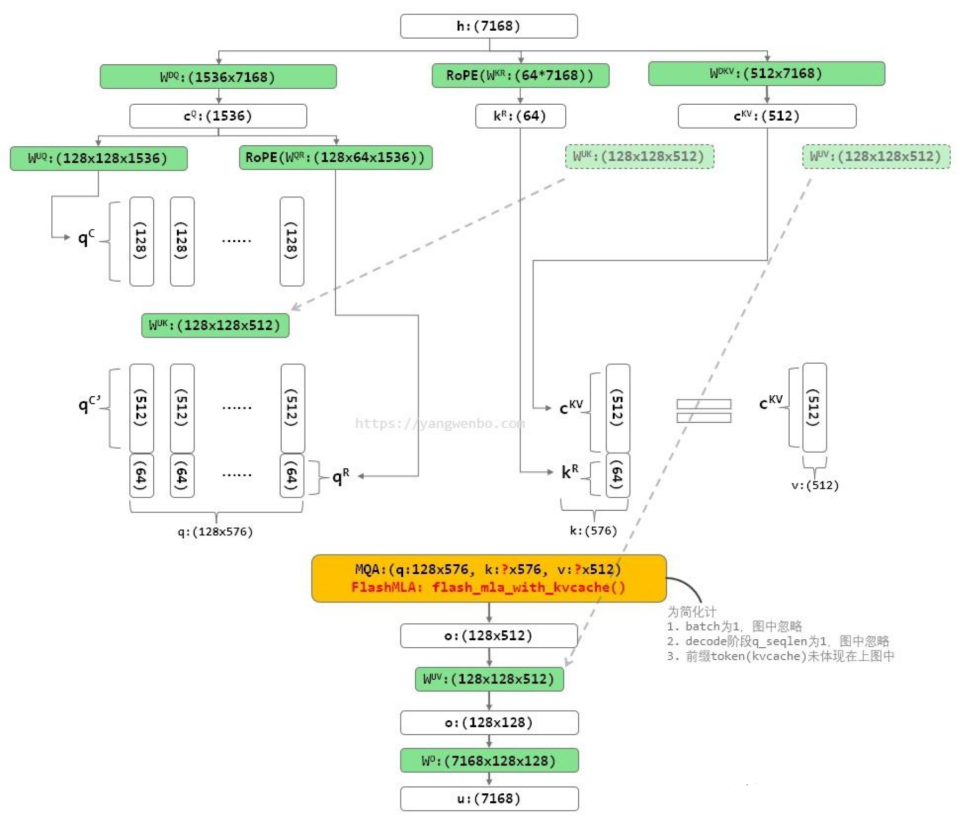 h:(7168)
W^DQ:(1536x7168)
RoPE(W^KR:(64*7168))
W^DKV:(512x7168)
c^Q:(1536)
k^R:(64)
c^KV:(512)
W^UQ:(128x128x1536)
RoPE(W^QR:(128x64x1536))
W^UK:(128x128x512)
W^UV:(128x128x512)
q^C
(128)
(128)
......
(128)
W^UK:(128x128x512)
q^C’
(512)
(512)
......
(512)
(64)
(64)
......
(64)
q^R
q:(128x576)
https://yangwenbo.com
c^KV
(512)
k^R
(64)
k:(576)
c^KV
(512)
v:(512)
MQA:(q:128x576, k:?x576, v:?x512)
FlashMLA: flash_mla_with_kvcache()
为简化计
1. batch为1，图中忽略
2. decode阶段q_seqlen为1，图中忽略
3. 前缀token(kvcache)未体现在上图中
o:(128x512)
W^UV:(128x128x512)
o:(128x128)
W^O:(7168x128x128)
u:(7168)